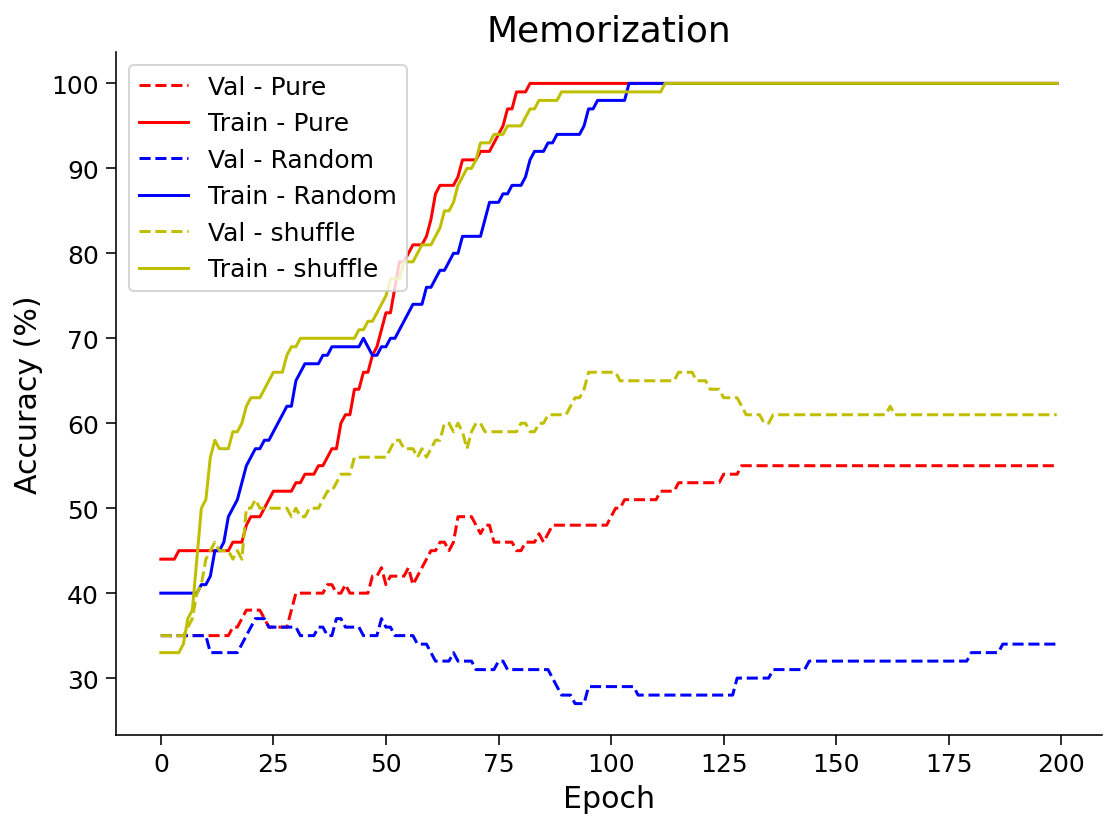 Memorization
Accuracy (%)
100
90
80
70
60
50
40
30
Val - Pure
Train - Pure
Val - Random
Train - Random
Val - shuffle
Train - shuffle
0 25 50 75 100 125 150 175 200
Epoch